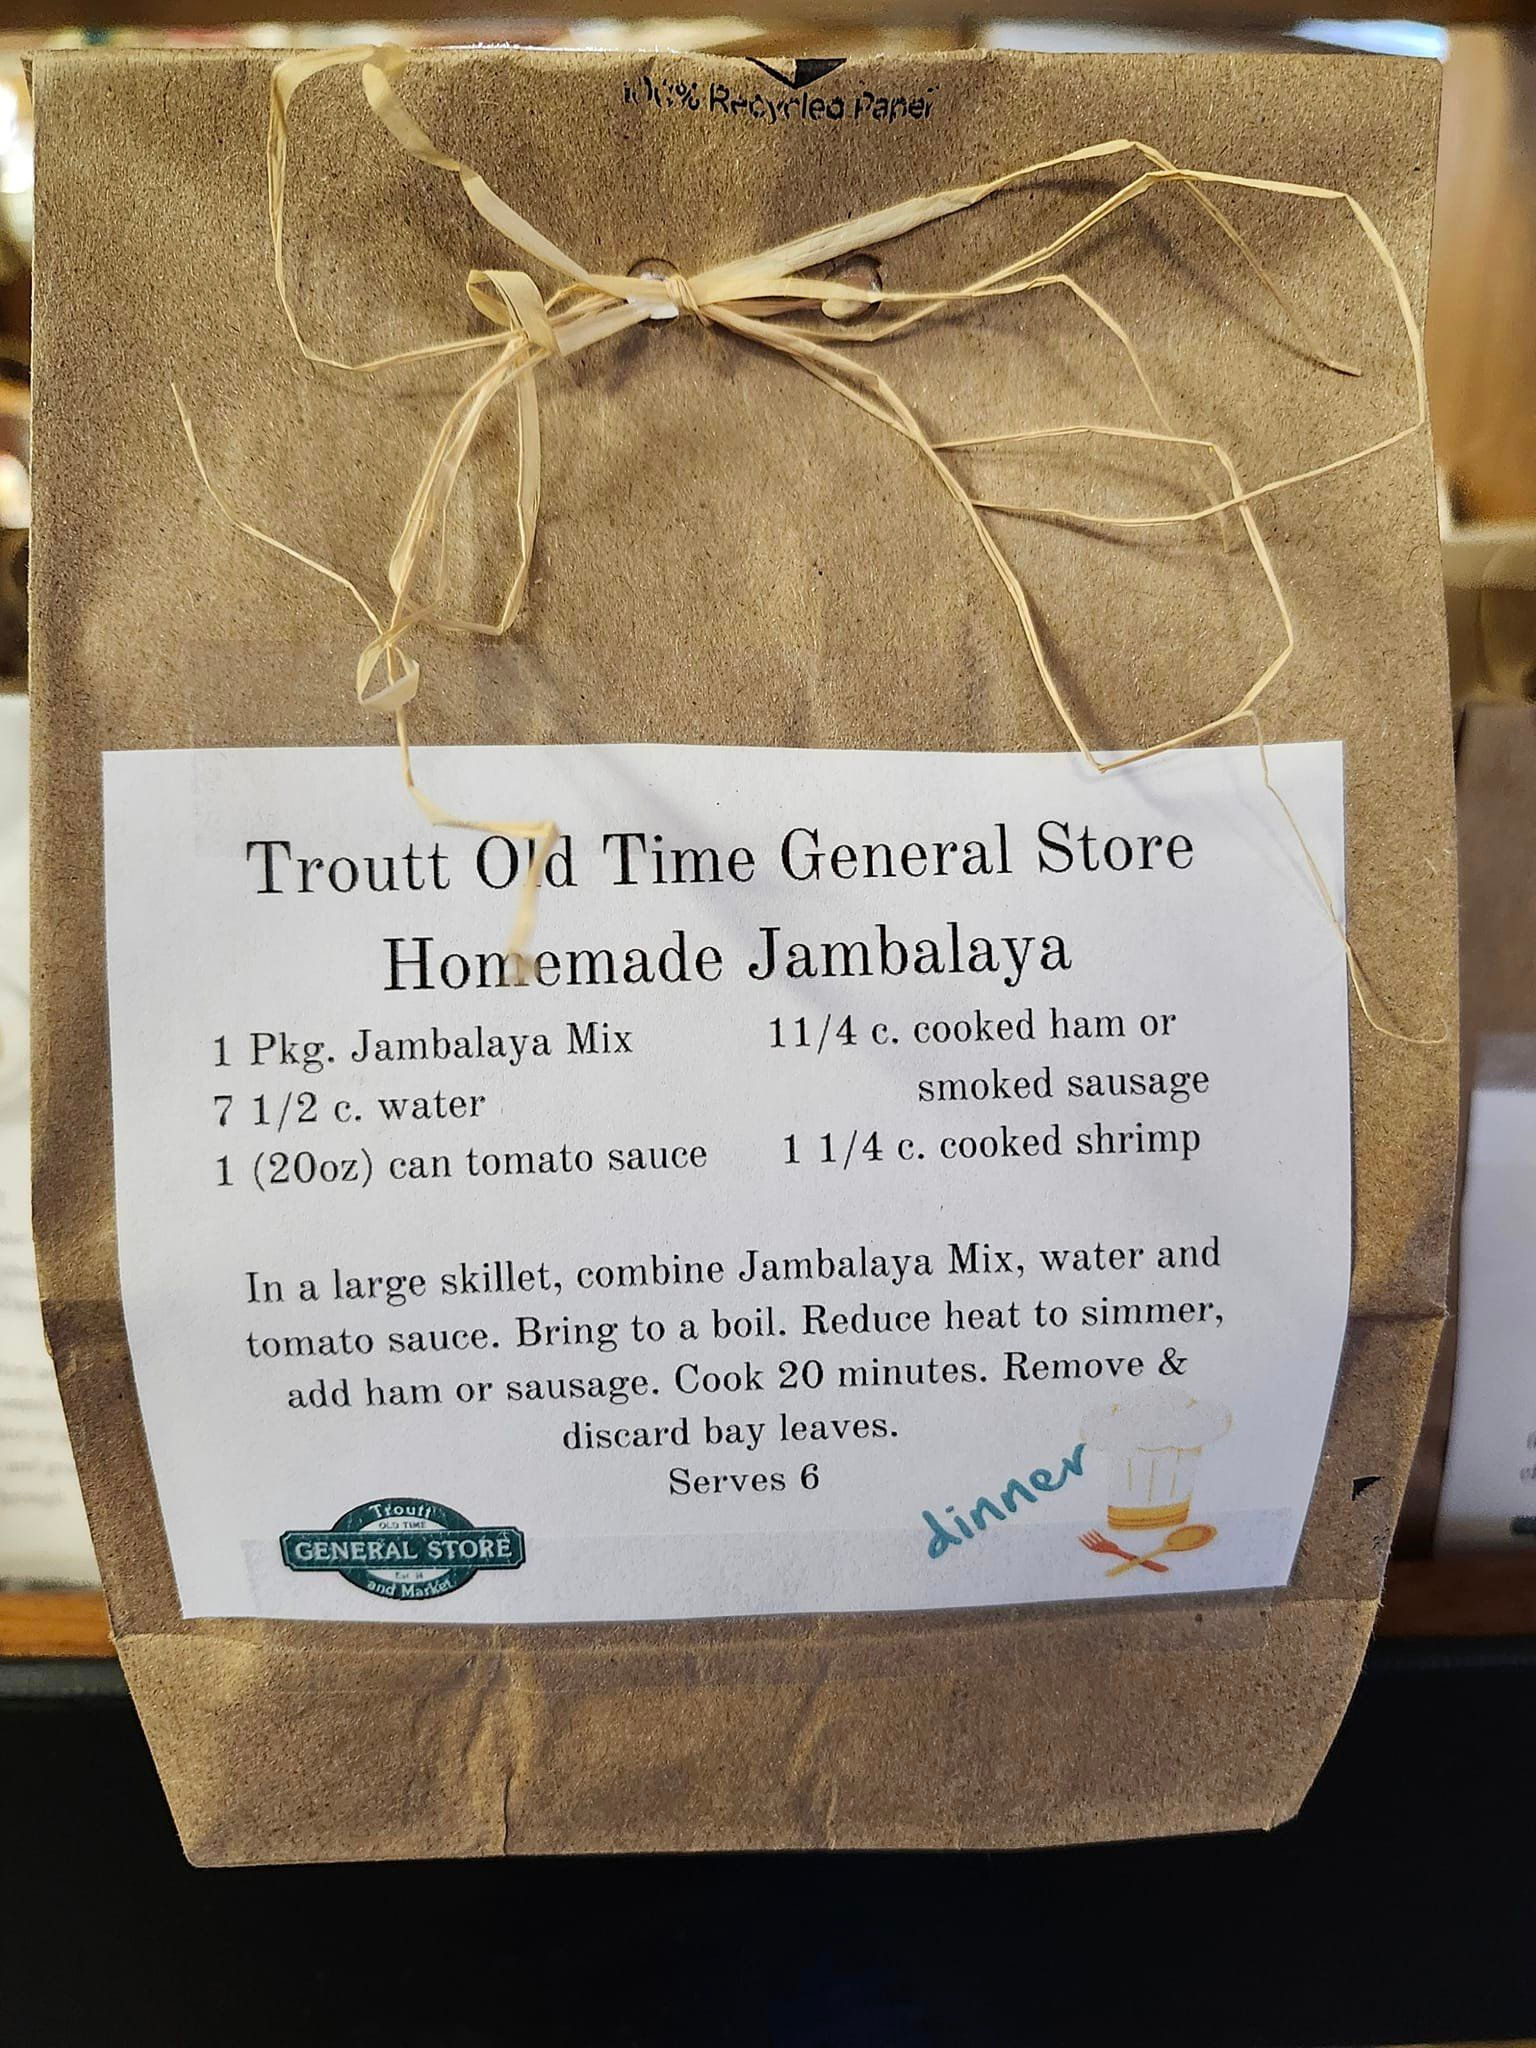 100% Recycled Paper
Troutt Old Time General Store
Homemade Jambalaya
1 Pkg. Jambalaya Mix
7 1/2 c. water
1 (20oz) can tomato sauce
11/4 c. cooked ham or
smoked sausage
1 1/4 c. cooked shrimp
In a large skillet, combine Jambalaya Mix, water and
tomato sauce. Bring to a boil. Reduce heat to simmer,
add ham or sausage. Cook 20 minutes. Remove &
discard bay leaves.
Serves 6
dinner
Troutt
OLD TIME
GENERAL STORE
and Market